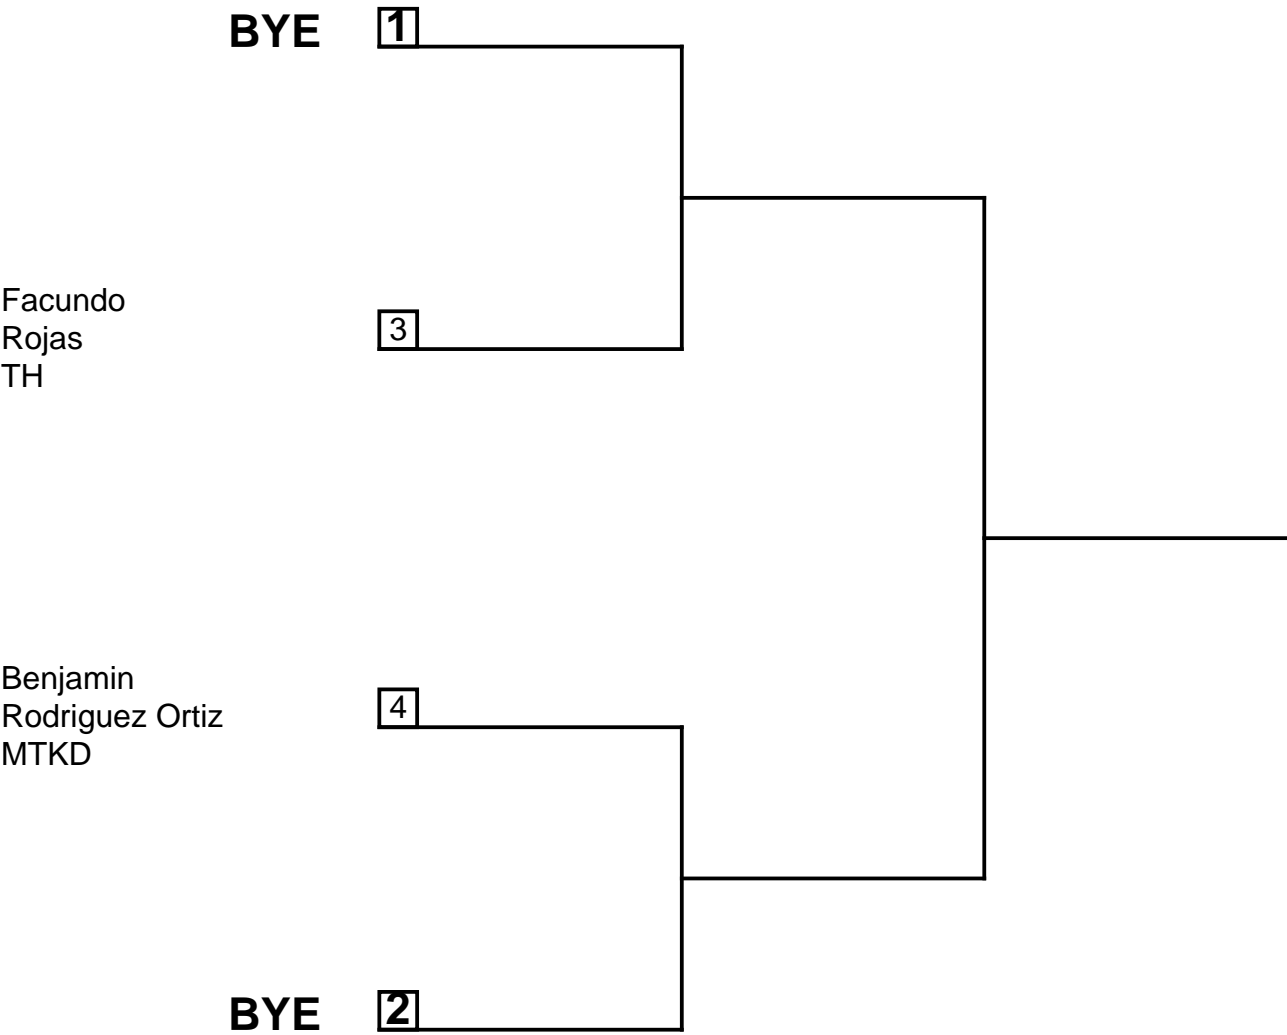 BYE 1
Facundo
Rojas
TH
3
Benjamin
Rodriguez Ortiz
MTKD
4
BYE 2